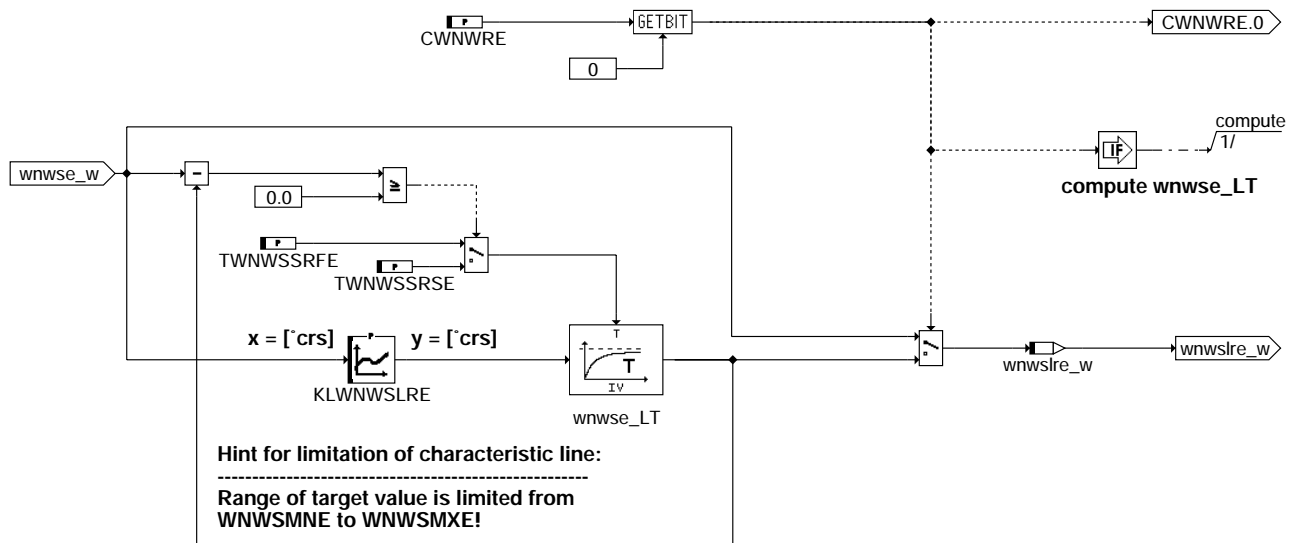 P
CWNWRE
GETBIT
0
CWNWRE.0
compute
1/
IF
compute wnwse_LT
wnwse_w
-
0.0
≥
P
TWNWSSRFE
P
TWNWSSRSE
x = [°crs]
P
y = [°crs]
KLWNWSLRE
T
T
IV
wnwse_LT
wnwslre_w
wnwslre_w
Hint for limitation of characteristic line:
------------------------------------------------------
Range of target value is limited from
WNWSMNE to WNWSMXE!